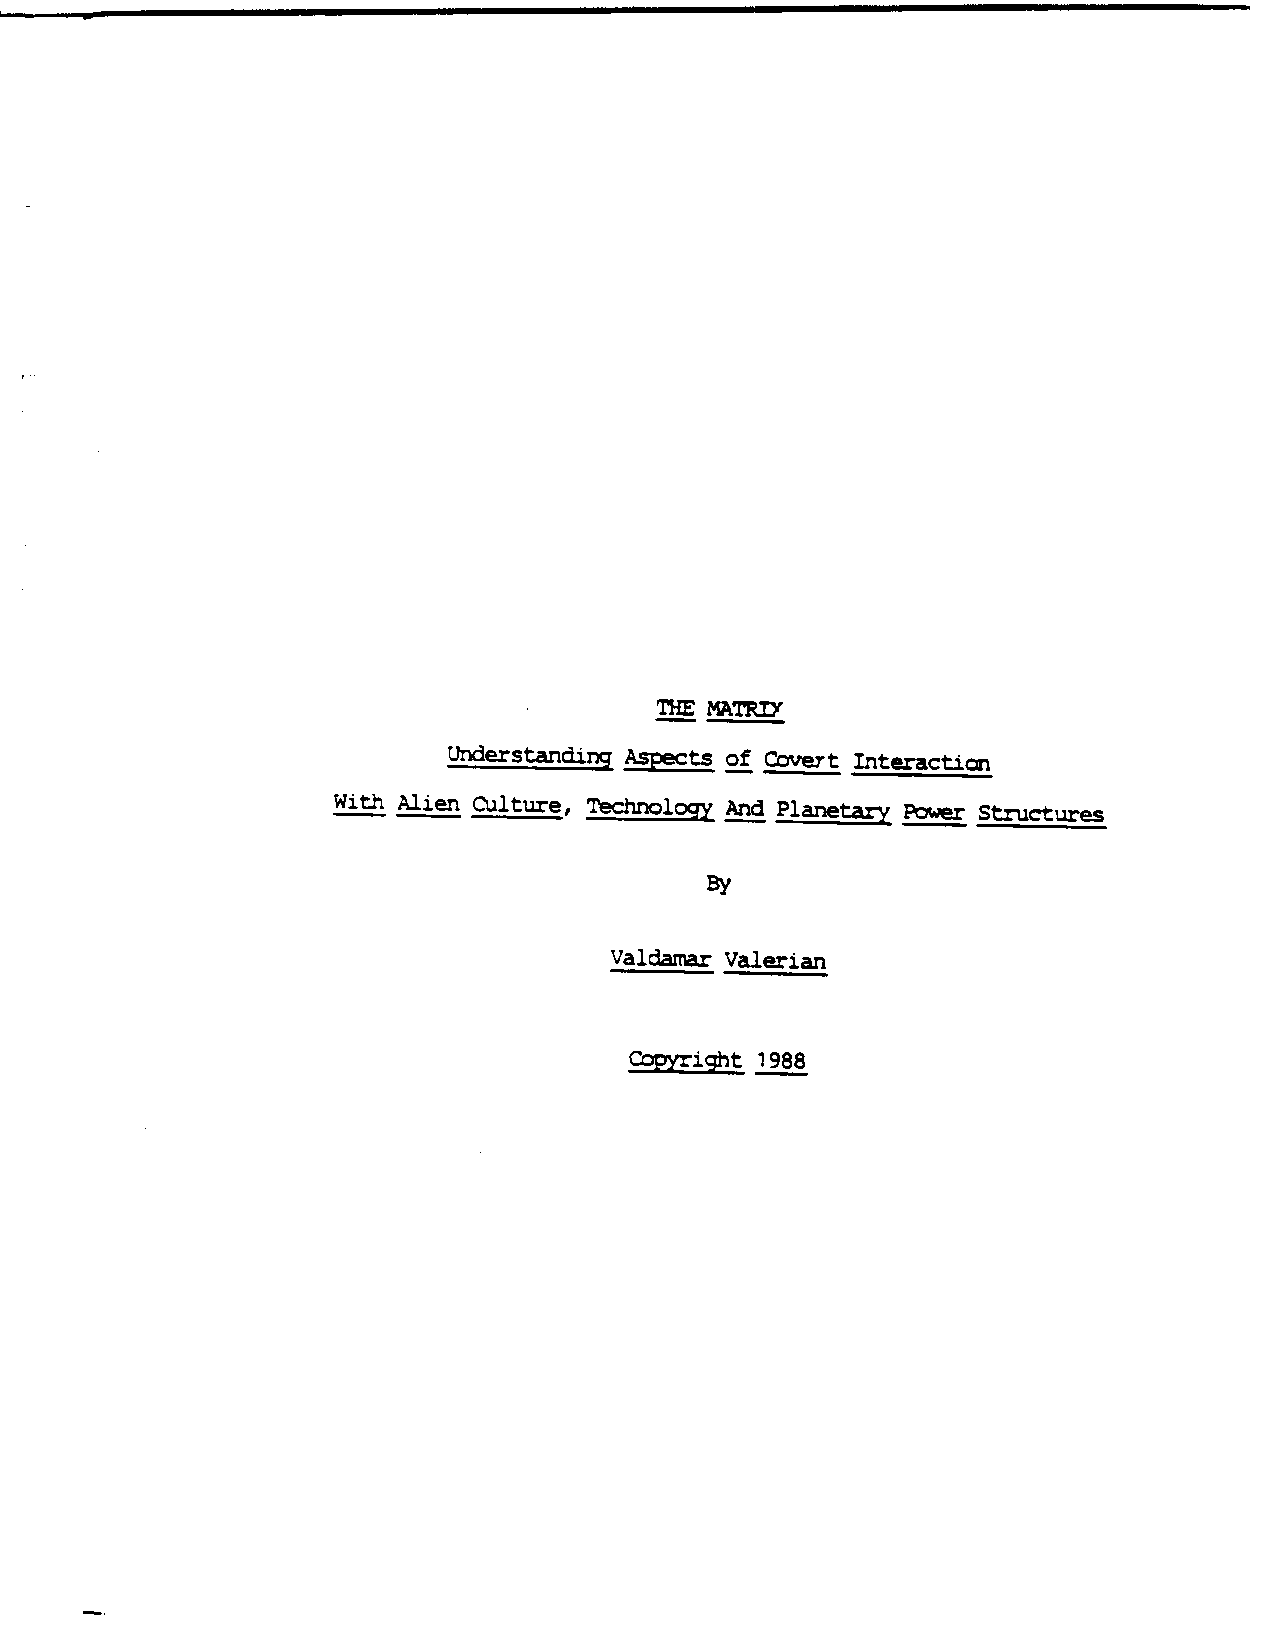 THE MATRIX
Understanding Aspects of Covert Interaction
With Alien Culture, Technology And Planetary Power Structures
By
Valdamar Valerian
Copyright 1988